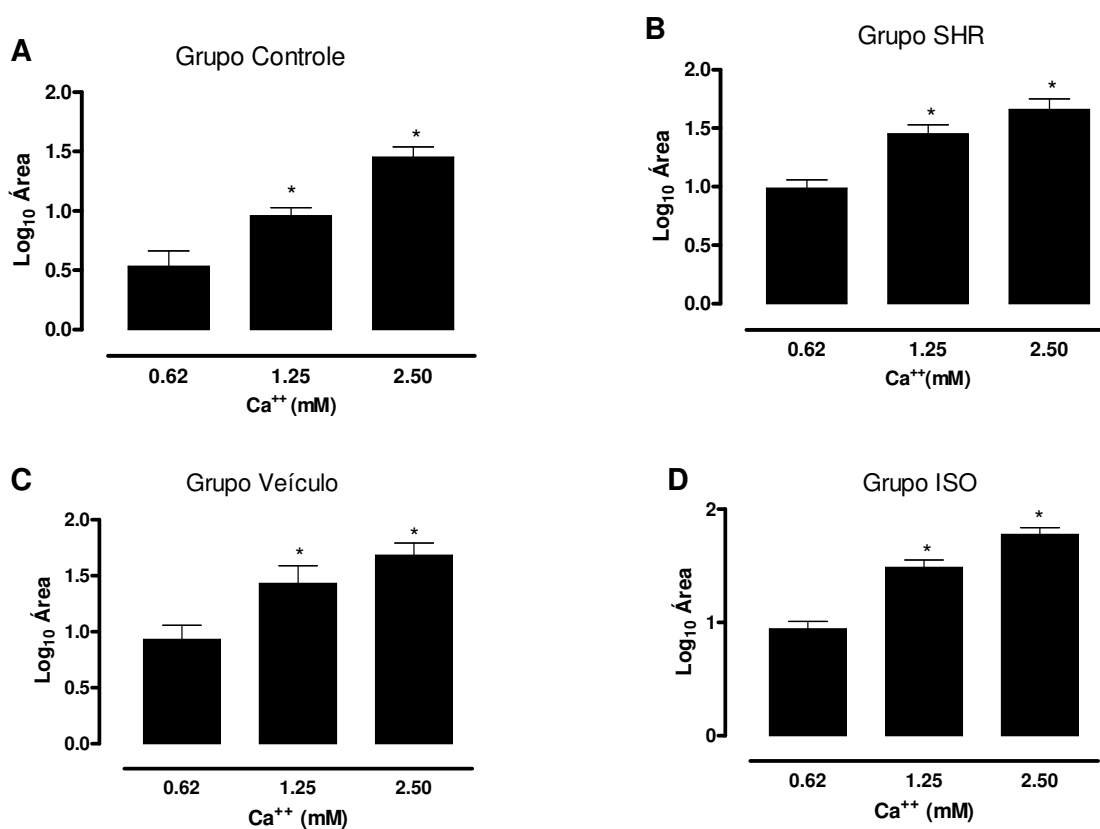 A
Grupo Controle
Log10 Área
2.0
1.5
1.0
0.5
0.0
*
*
0.62 1.25 2.50
Ca++ (mM)
B
Grupo SHR
Log10 Área
2.0
1.5
1.0
0.5
0.0
*
*
0.62 1.25 2.50
Ca++(mM)
C
Grupo Veículo
Log10 Área
2.0
1.5
1.0
0.5
0.0
*
*
0.62 1.25 2.50
Ca++ (mM)
D
Grupo ISO
Log10 Área
2
1
0
*
*
0.62 1.25 2.50
Ca++ (mM)